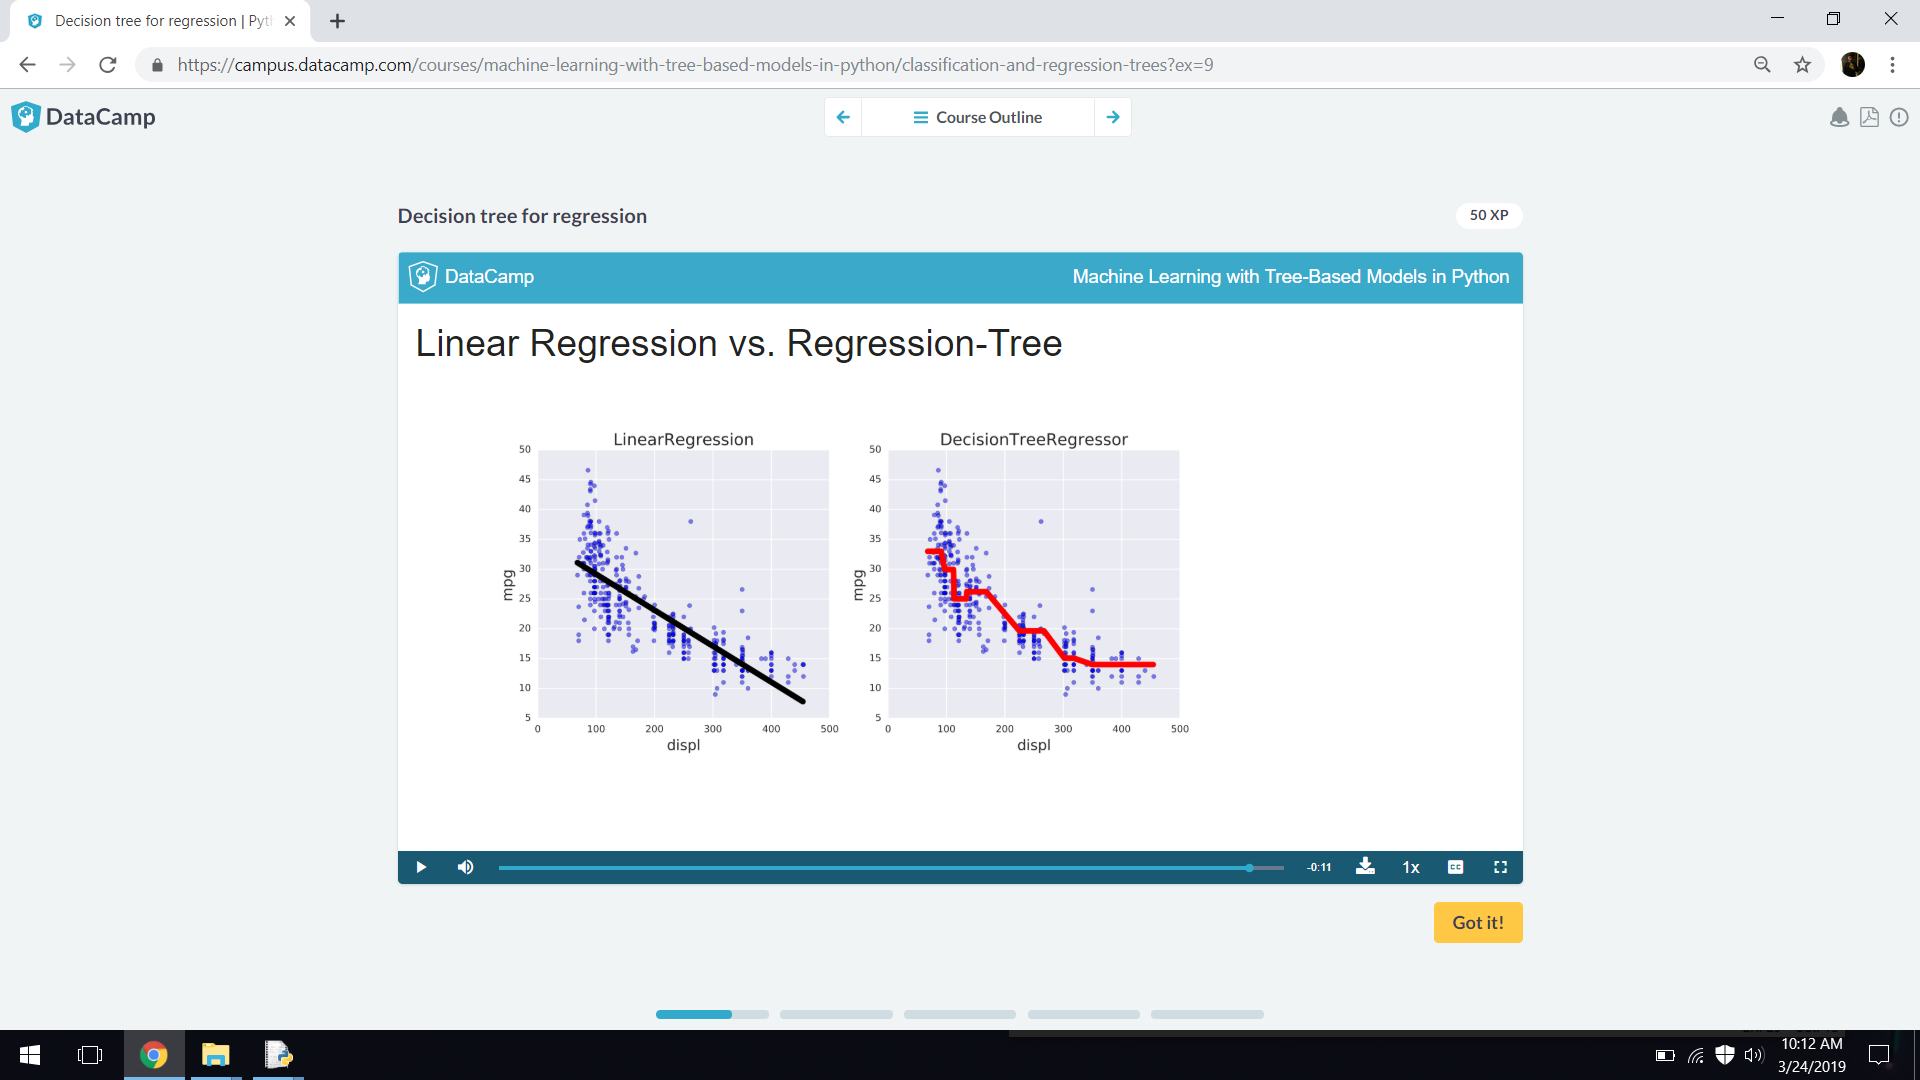 Decision tree for regression | Pyt
https://campus.datacamp.com/courses/machine-learning-with-tree-based-models-in-python/classification-and-regression-trees?ex=9
DataCamp
Course Outline
Decision tree for regression
50 XP
DataCamp
Machine Learning with Tree-Based Models in Python
Linear Regression vs. Regression-Tree
LinearRegression
50
45
40
35
30
25
20
15
10
5
mpg
0 100 200 300 400 500
displ
DecisionTreeRegressor
50
45
40
35
30
25
20
15
10
5
mpg
0 100 200 300 400 500
displ
-0:11
1x
CC
Got it!
10:12 AM
3/24/2019